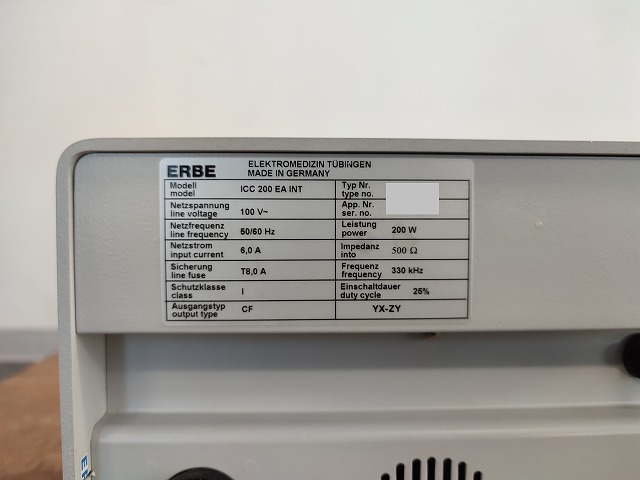 ERBE
ELEKTROMEDIZIN TÜBINGEN
MADE IN GERMANY
Modell
model
ICC 200 EA INT
Typ Nr.
type no.
Netzspannung
line voltage
100 V~
App. Nr.
ser. no.
Netzfrequenz
line frequency
50/60 Hz
Leistung
power
200 W
Netzstrom
input current
6,0 A
Impedanz
into
500 Ω
Sicherung
line fuse
T8,0 A
Frequenz
frequency
330 kHz
Schutzklasse
class
I
Einschaltdauer
duty cycle
25%
Ausgangstyp
output type
CF
YX-ZY